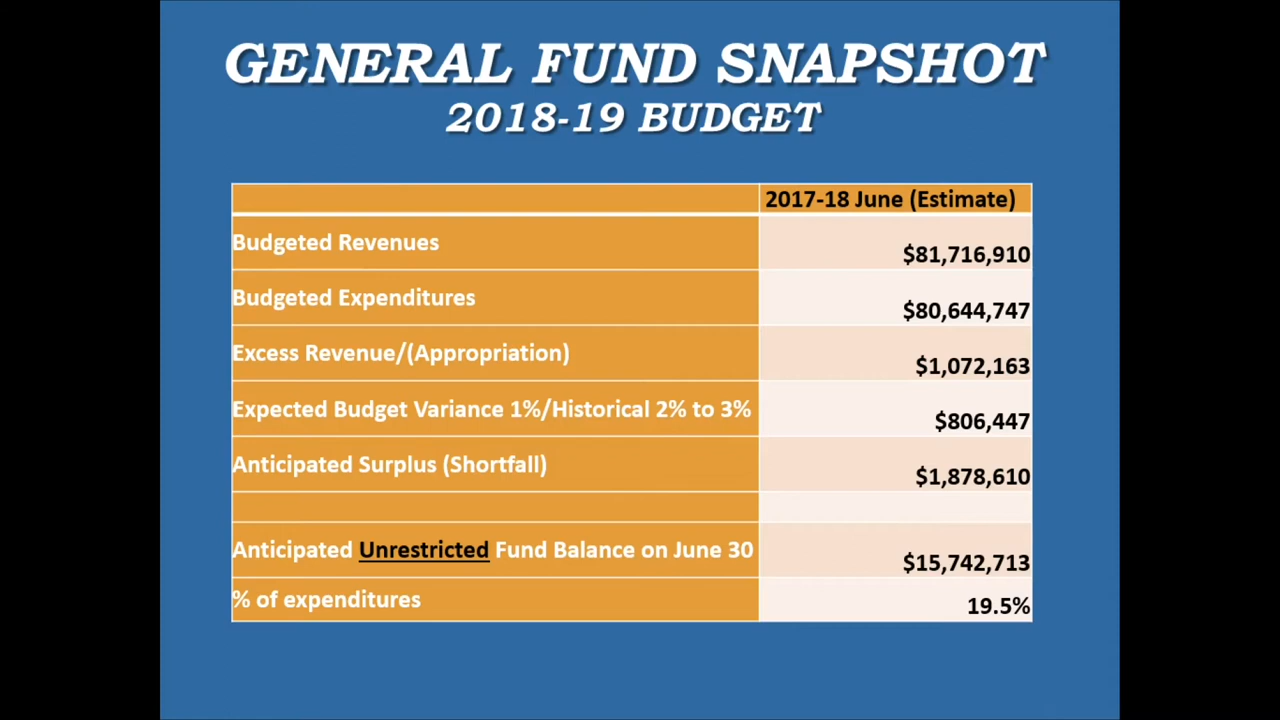 GENERAL FUND SNAPSHOT
2018-19 BUDGET
2017-18 June (Estimate)
Budgeted Revenues $81,716,910
Budgeted Expenditures $80,644,747
Excess Revenue/(Appropriation) $1,072,163
Expected Budget Variance 1%/Historical 2% to 3% $806,447
Anticipated Surplus (Shortfall) $1,878,610
Anticipated Unrestricted Fund Balance on June 30 $15,742,713
% of expenditures 19.5%